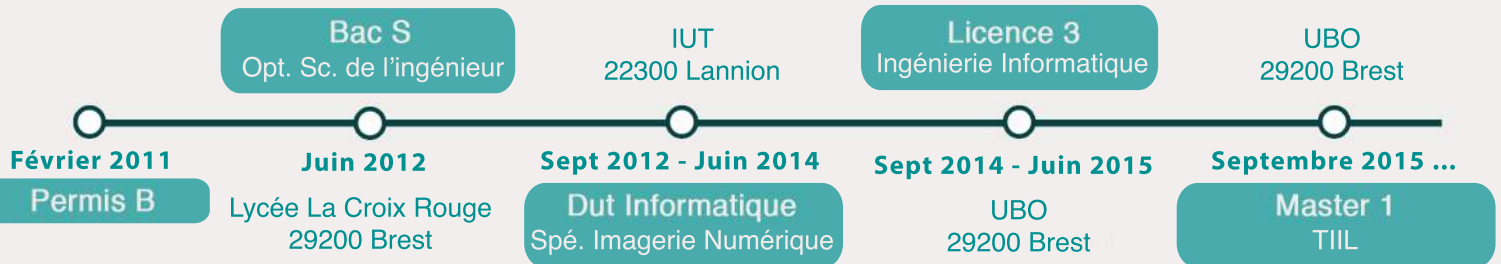 Février 2011
Permis B
Bac S
Opt. Sc. de l'ingénieur
Juin 2012
Lycée La Croix Rouge
29200 Brest
IUT
22300 Lannion
Sept 2012 - Juin 2014
Dut Informatique
Spé. Imagerie Numérique
Licence 3
Ingénierie Informatique
Sept 2014 - Juin 2015
UBO
29200 Brest
UBO
29200 Brest
Septembre 2015 ...
Master 1
TIIL